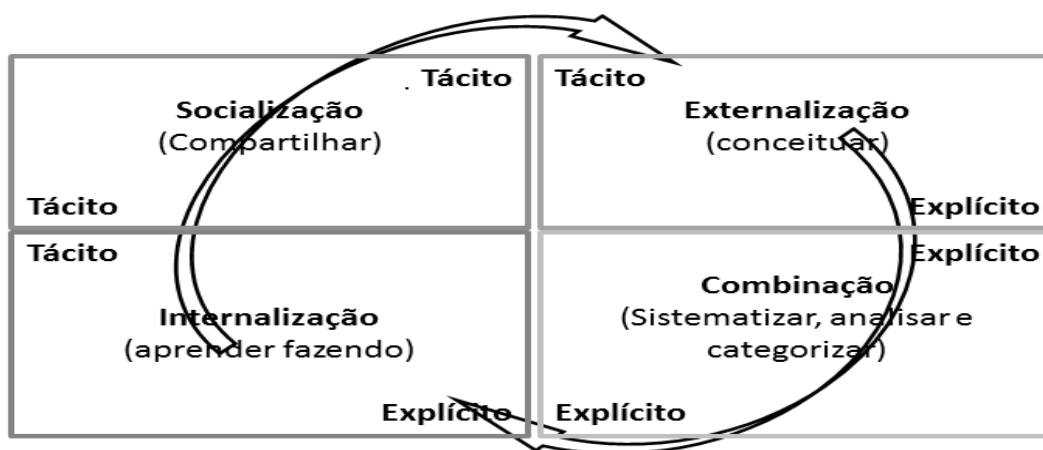 Tácito
Socialização
(Compartilhar)
Tácito
Tácito
Externalização
(conceituar)
Explícito
Tácito
Internalização
(aprender fazendo)
Explícito
Explícito
Combinação
(Sistematizar, analisar e
categorizar)
Explícito